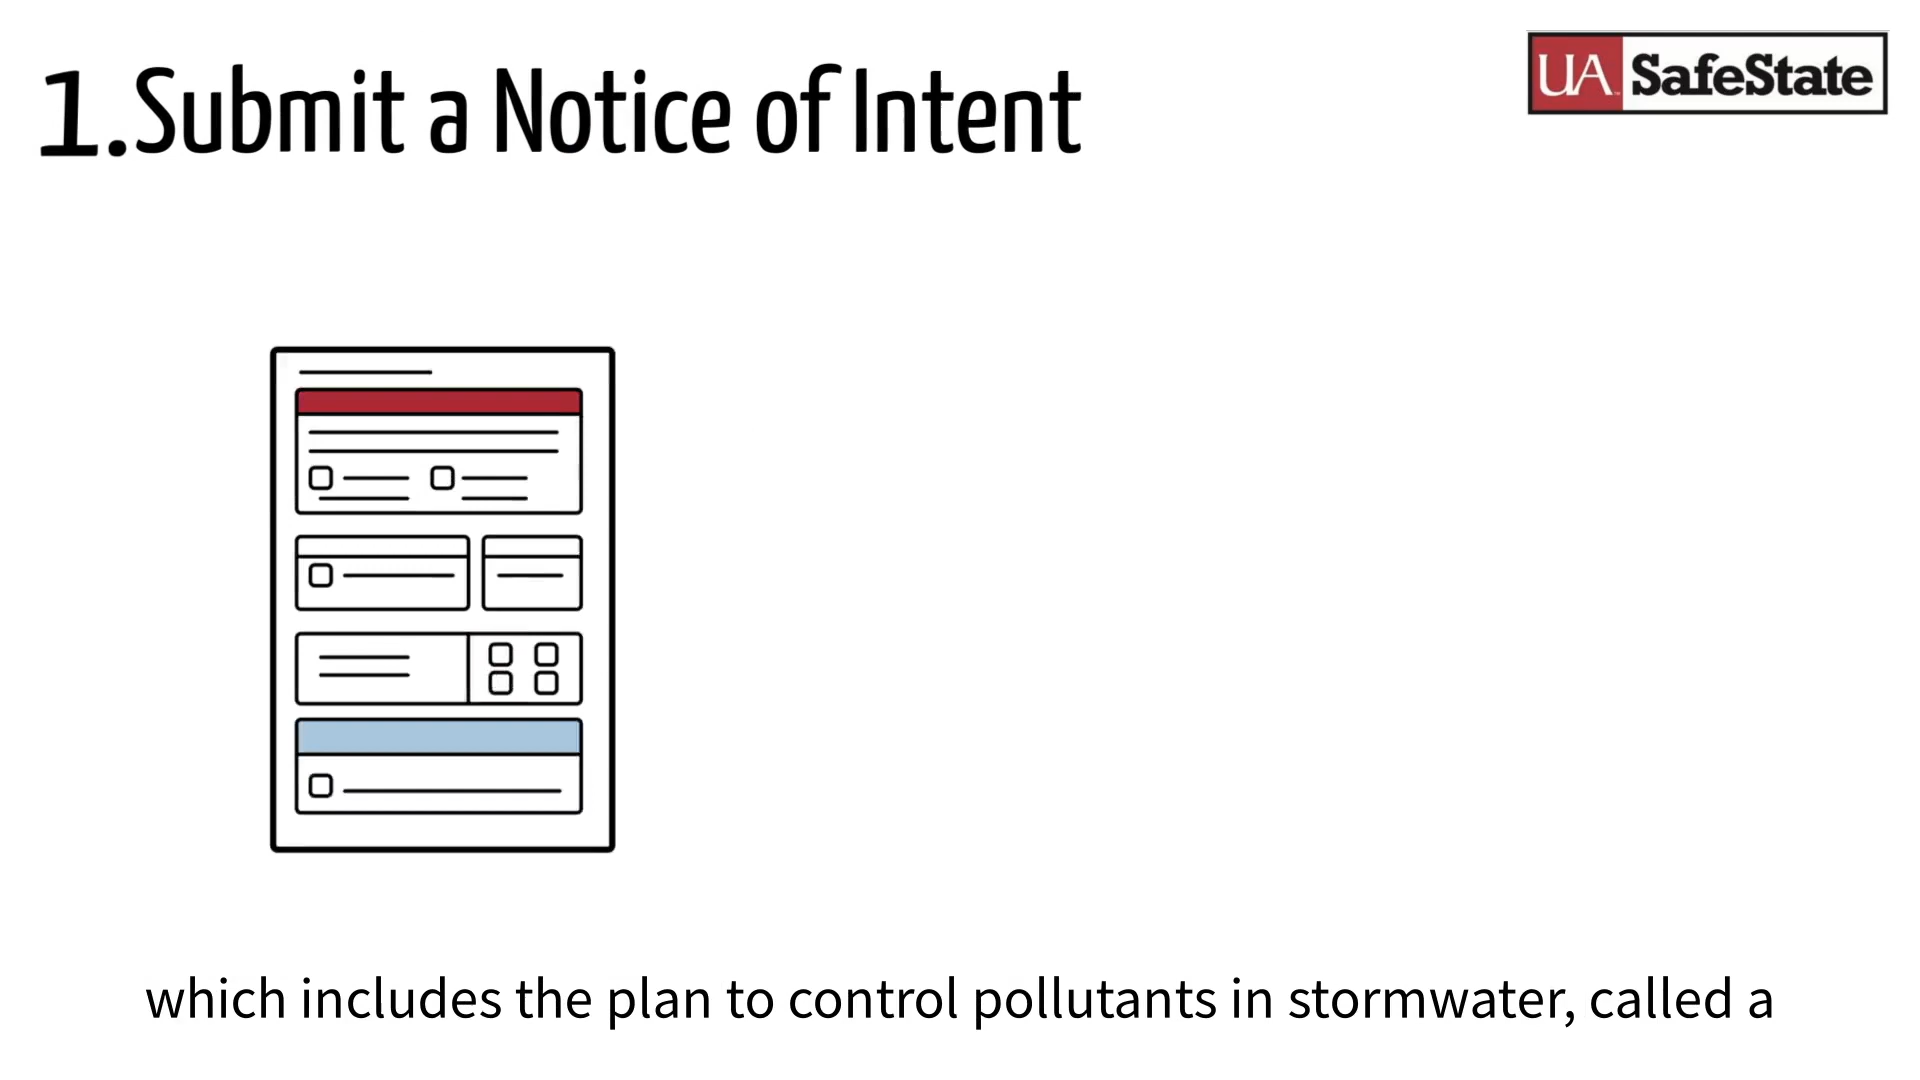 1. Submit a Notice of Intent
UA SafeState
which includes the plan to control pollutants in stormwater, called a